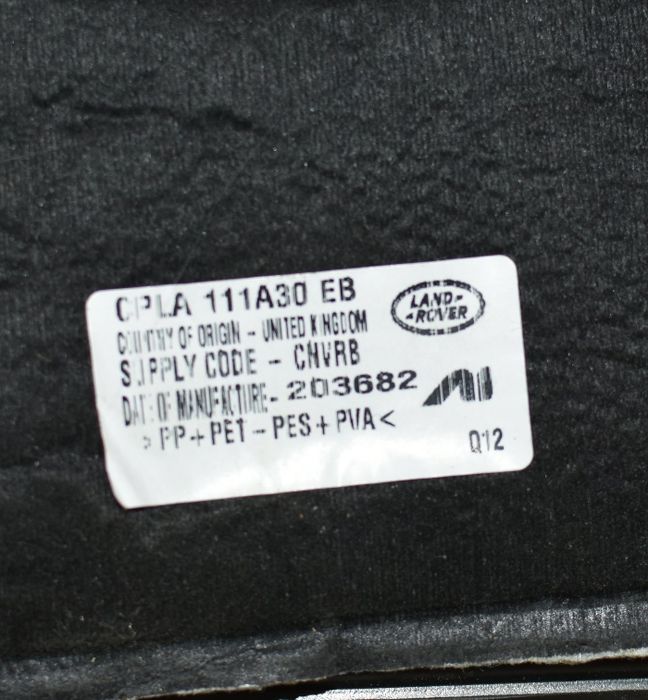 CPLA 111A30 EB
LAND-
-ROVER
COUNTRY OF ORIGIN - UNITED KINGDOM
SUPPLY CODE - CNVRB
DATE OF MANUFACTURE - 203682
>PP+PET-PES+PVA<
Q12